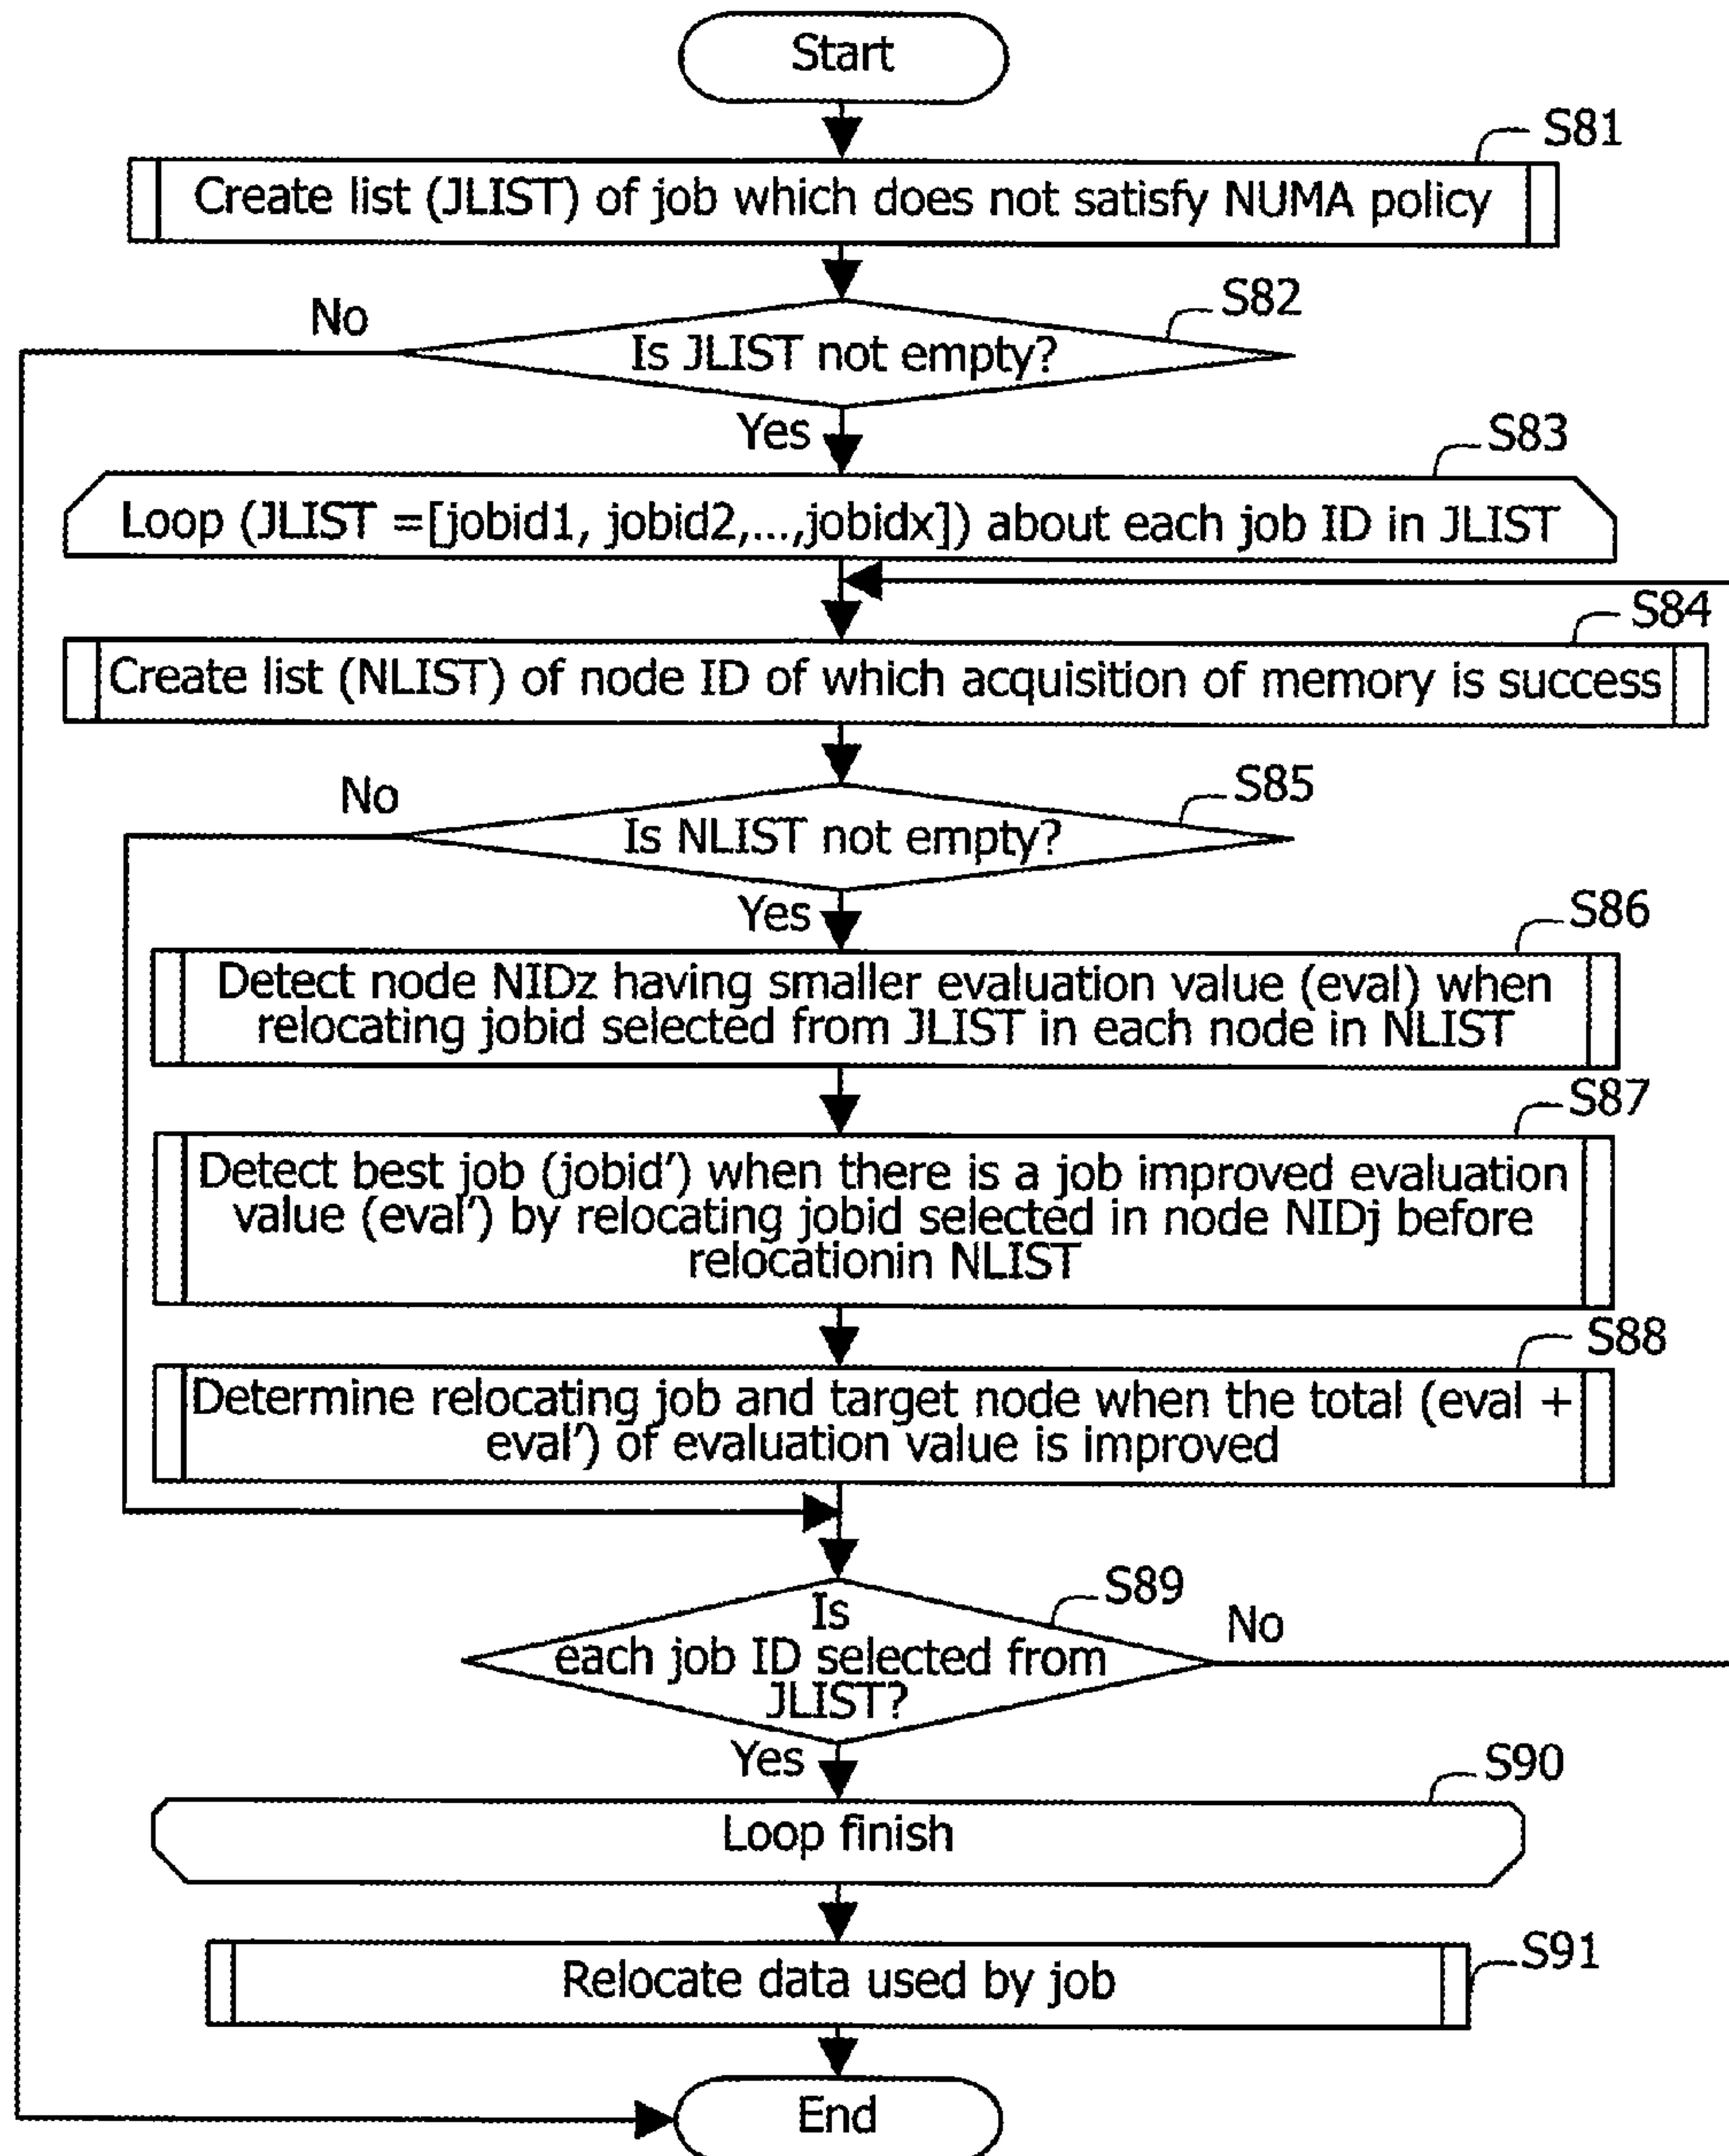 Start
S81
Create list (JLIST) of job which does not satisfy NUMA policy
S82
No
Is JLIST not empty?
Yes
S83
Loop (JLIST =[jobid1, jobid2,...,jobidx]) about each job ID in JLIST
S84
Create list (NLIST) of node ID of which acquisition of memory is success
S85
No
Is NLIST not empty?
Yes
S86
Detect node NIDz having smaller evaluation value (eval) when
relocating jobid selected from JLIST in each node in NLIST
S87
Detect best job (jobid') when there is a job improved evaluation
value (eval') by relocating jobid selected in node NIDj before
relocationin NLIST
S88
Determine relocating job and target node when the total (eval +
eval') of evaluation value is improved
S89
Is
No
each job ID selected from
JLIST?
Yes
S90
Loop finish
S91
Relocate data used by job
End